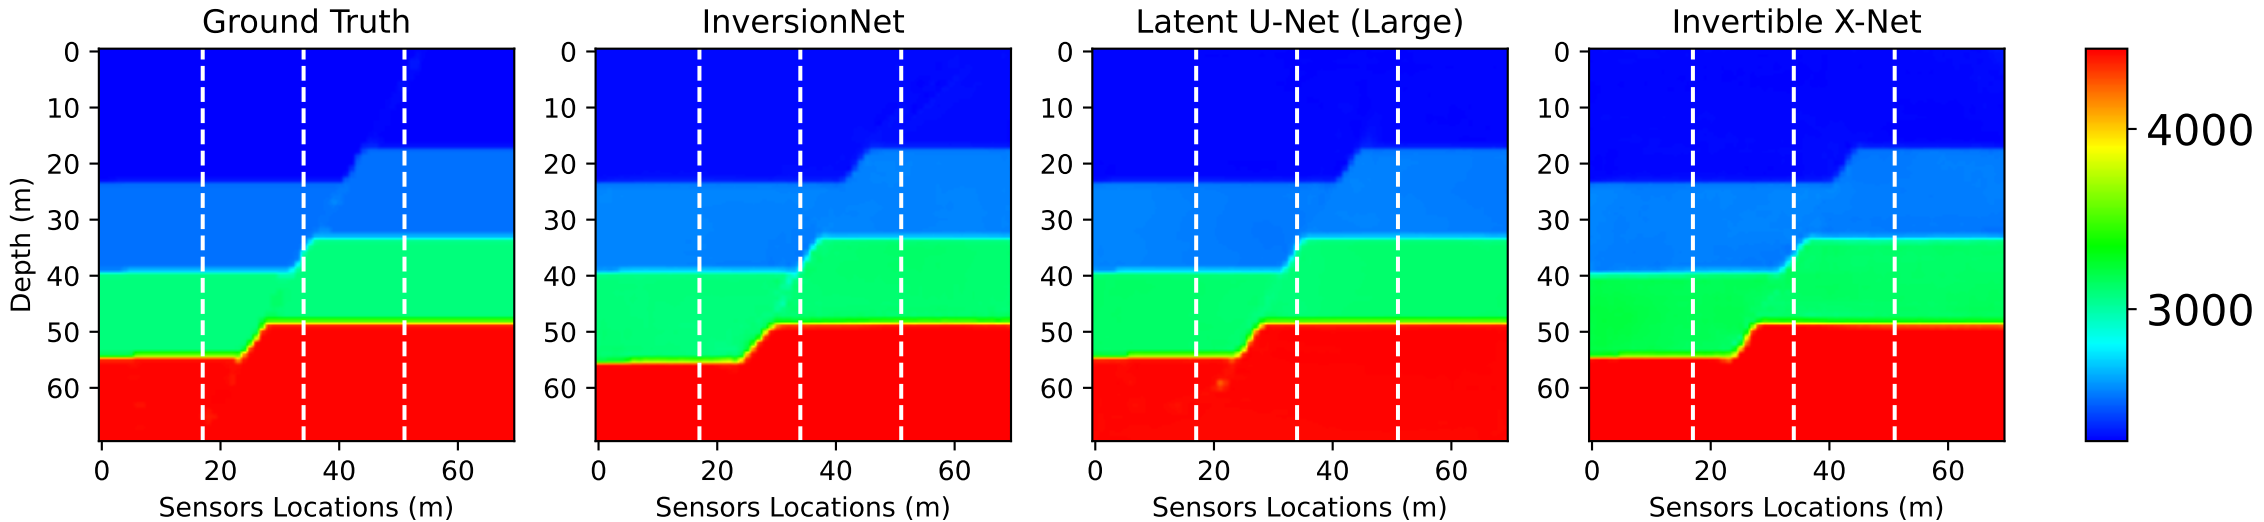 Ground Truth
InversionNet
Latent U-Net (Large)
Invertible X-Net
Depth (m)
0
10
20
30
40
50
60
0
10
20
30
40
50
60
0
10
20
30
40
50
60
0
10
20
30
40
50
60
0 20 40 60
0 20 40 60
0 20 40 60
0 20 40 60
Sensors Locations (m)
Sensors Locations (m)
Sensors Locations (m)
Sensors Locations (m)
4000
3000